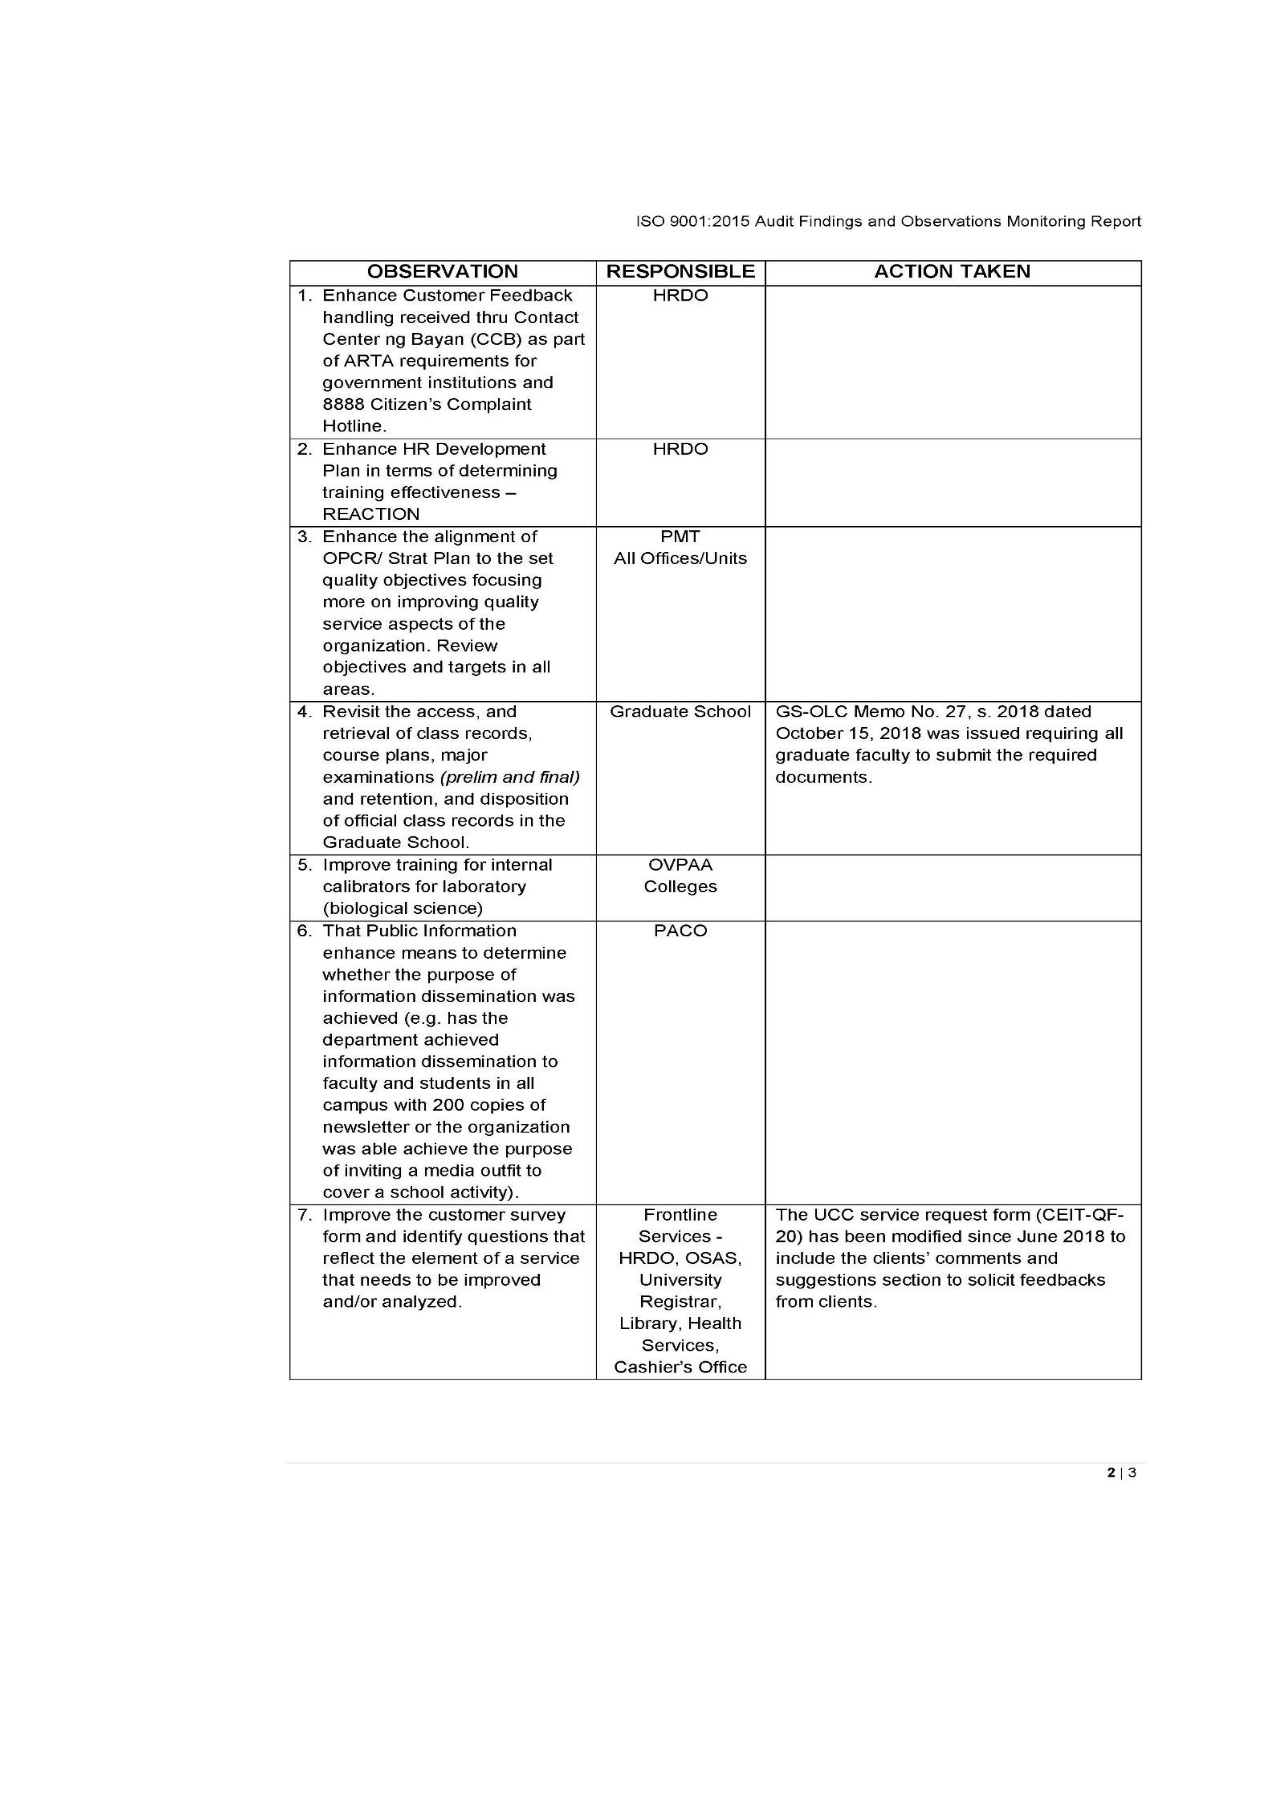 ISO 9001:2015 Audit Findings and Observations Monitoring Report
OBSERVATION RESPONSIBLE ACTION TAKEN
1. Enhance Customer Feedback
handling received thru Contact
Center ng Bayan (CCB) as part
of ARTA requirements for
government institutions and
8888 Citizen's Complaint
Hotline.
HRDO
2. Enhance HR Development
Plan in terms of determining
training effectiveness –
REACTION
HRDO
3. Enhance the alignment of
OPCR/ Strat Plan to the set
quality objectives focusing
more on improving quality
service aspects of the
organization. Review
objectives and targets in all
areas.
PMT
All Offices/Units
4. Revisit the access, and
retrieval of class records,
course plans, major
examinations (prelim and final)
and retention, and disposition
of official class records in the
Graduate School.
Graduate School
GS-OLC Memo No. 27, s. 2018 dated
October 15, 2018 was issued requiring all
graduate faculty to submit the required
documents.
5. Improve training for internal
calibrators for laboratory
(biological science)
OVPAA
Colleges
6. That Public Information
enhance means to determine
whether the purpose of
information dissemination was
achieved (e.g. has the
department achieved
information dissemination to
faculty and students in all
campus with 200 copies of
newsletter or the organization
was able achieve the purpose
of inviting a media outfit to
cover a school activity).
PACO
7. Improve the customer survey
form and identify questions that
reflect the element of a service
that needs to be improved
and/or analyzed.
Frontline
Services -
HRDO, OSAS,
University
Registrar,
Library, Health
Services,
Cashier's Office
The UCC service request form (CEIT-QF-
20) has been modified since June 2018 to
include the clients' comments and
suggestions section to solicit feedbacks
from clients.
2 | 3